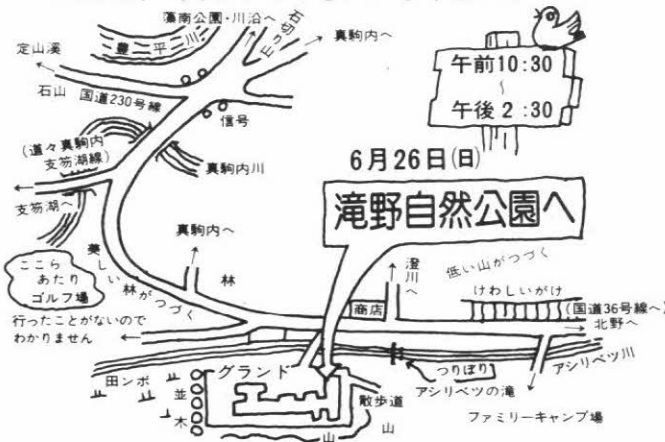 藻南公園・川沿へ
石切山
真駒内へ
豊平川
定山渓
石山 国道230号線
信号
午前10:30
～
午後2:30
(道々真駒内
支笏湖線)
真駒内川
6月26日(日)
支笏湖へ
滝野自然公園へ
真駒内へ
美しい林がつづく
林
澄川へ
低い山がつづく
ここら
あたり
ゴルフ場
商店
けわしいがけ
(国道36号線へ)
北野へ
行ったことがないので
わかりません
グランド
つりぼり
アシリベツ川
田ンボ
並木
散歩道
アシリベツの滝
山
山
ファミリーキャンプ場